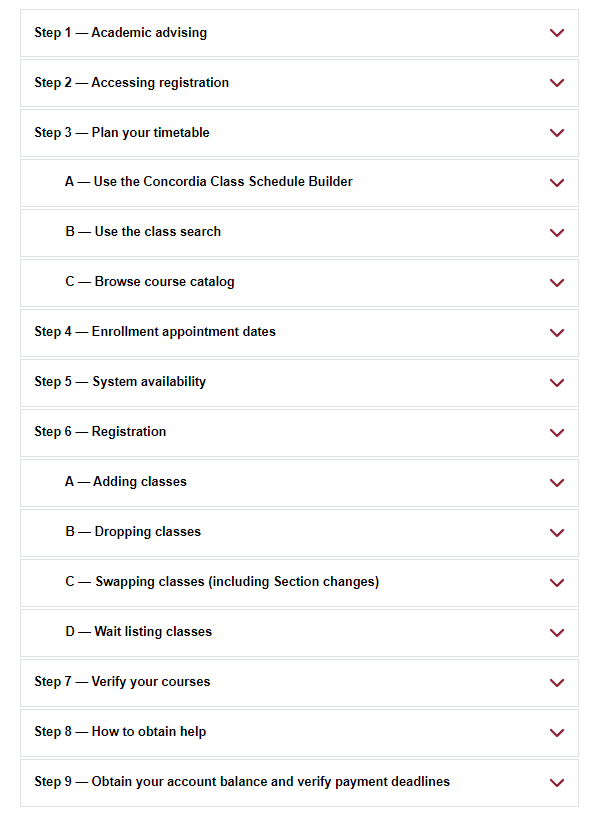 Step 1 — Academic advising
Step 2 — Accessing registration
Step 3 — Plan your timetable
A — Use the Concordia Class Schedule Builder
B — Use the class search
C — Browse course catalog
Step 4 — Enrollment appointment dates
Step 5 — System availability
Step 6 — Registration
A — Adding classes
B — Dropping classes
C — Swapping classes (including Section changes)
D — Wait listing classes
Step 7 — Verify your courses
Step 8 — How to obtain help
Step 9 — Obtain your account balance and verify payment deadlines